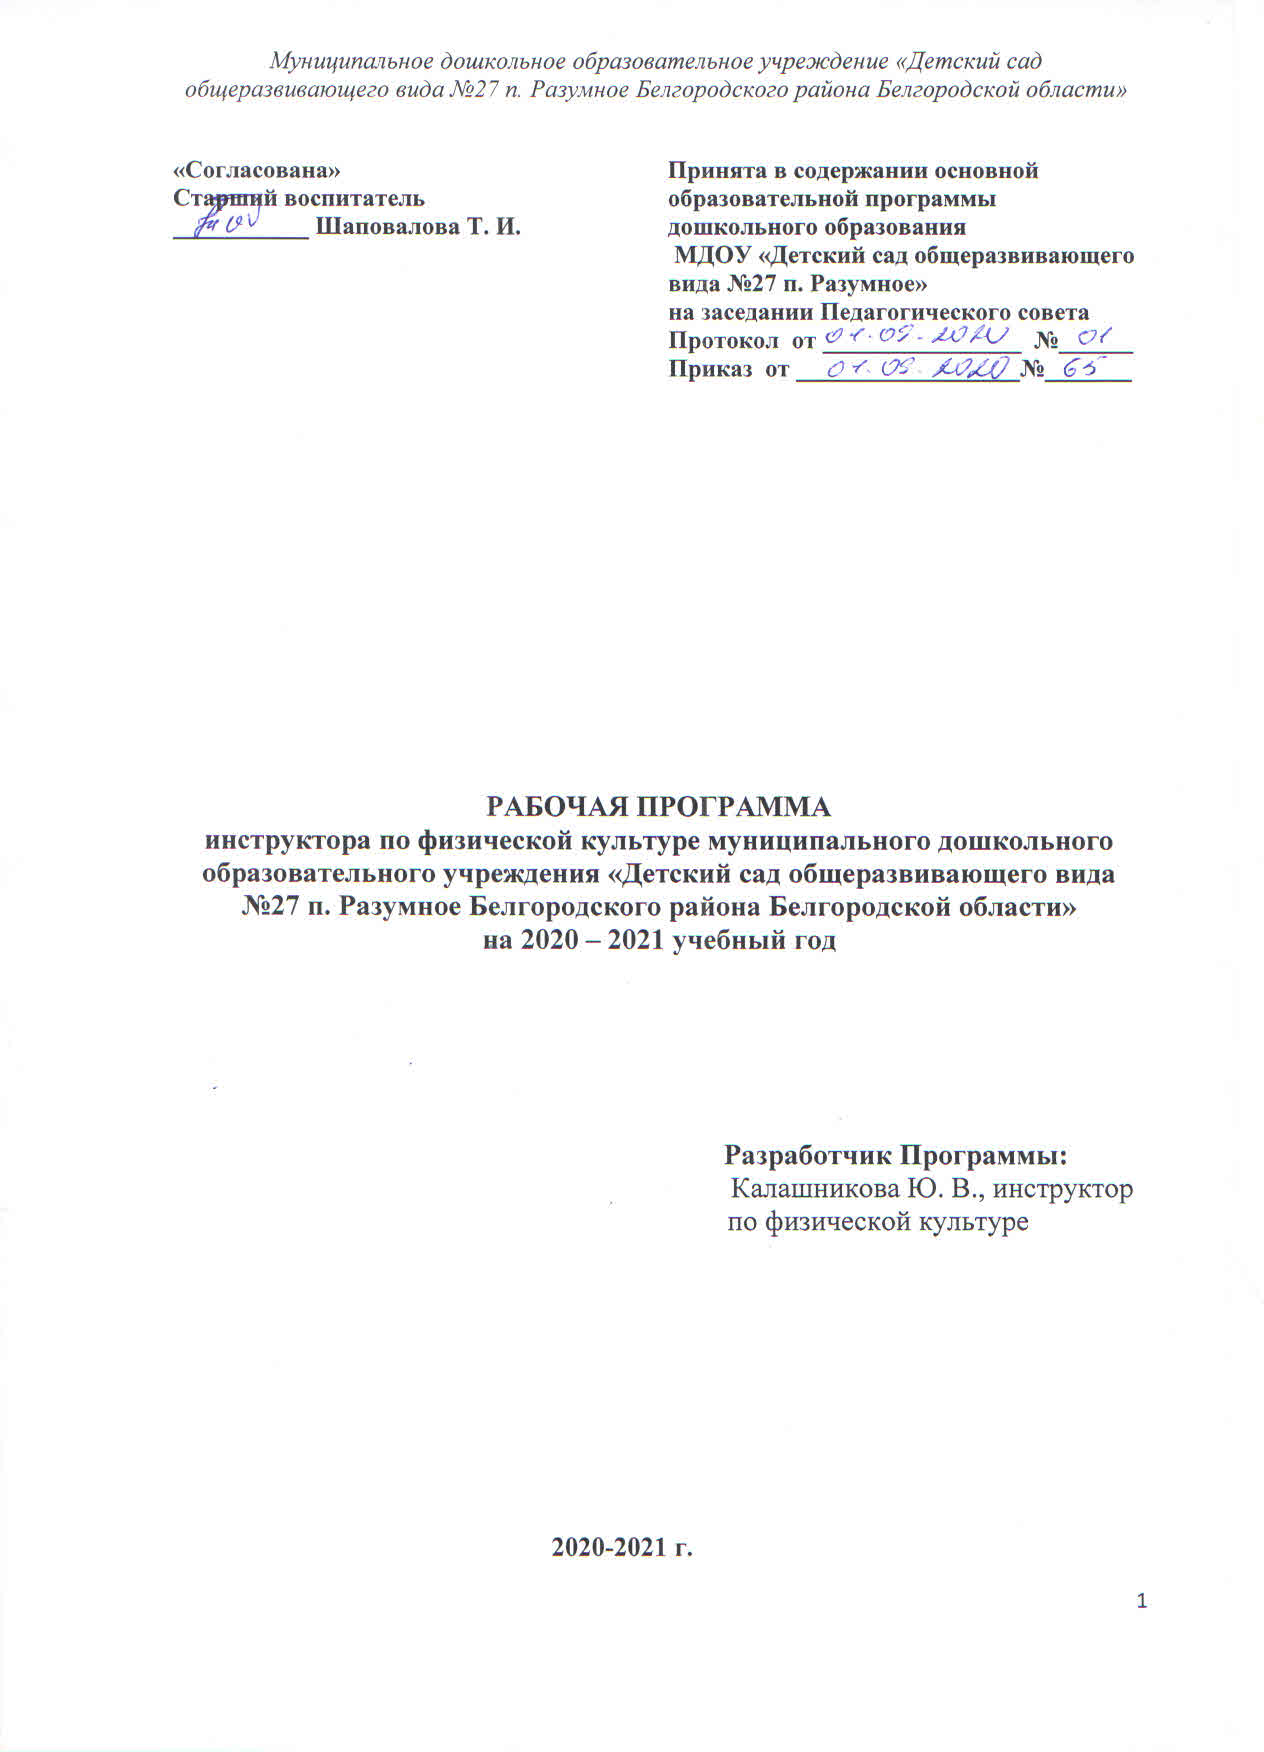 Муниципальное дошкольное образовательное учреждение «Детский сад
общеразвивающего вида №27 п. Разумное Белгородского района Белгородской области»
«Согласована»
Старший воспитатель
____________ Шаповалова Т. И.
Принята в содержании основной
образовательной программы
дошкольного образования
МДОУ «Детский сад общеразвивающего
вида №27 п. Разумное»
на заседании Педагогического совета
Протокол от 01.09.2020 № 01
Приказ от 01.09.2020 № 65
РАБОЧАЯ ПРОГРАММА
инструктора по физической культуре муниципального дошкольного
образовательного учреждения «Детский сад общеразвивающего вида
№27 п. Разумное Белгородского района Белгородской области»
на 2020 – 2021 учебный год
Разработчик Программы:
Калашникова Ю. В., инструктор
по физической культуре
2020-2021 г.
1